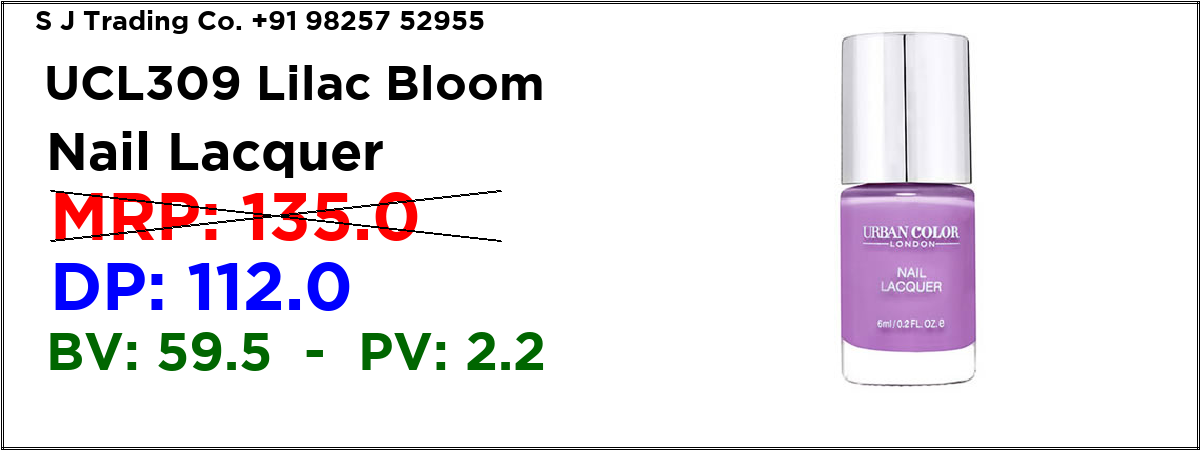 S J Trading Co. +91 98257 52955
UCL309 Lilac Bloom
Nail Lacquer
MRP: 135.0
DP: 112.0
BV: 59.5 - PV: 2.2
URBAN COLOR
LONDON
NAIL
LACQUER
6ml / 0.2 FL. OZ. e